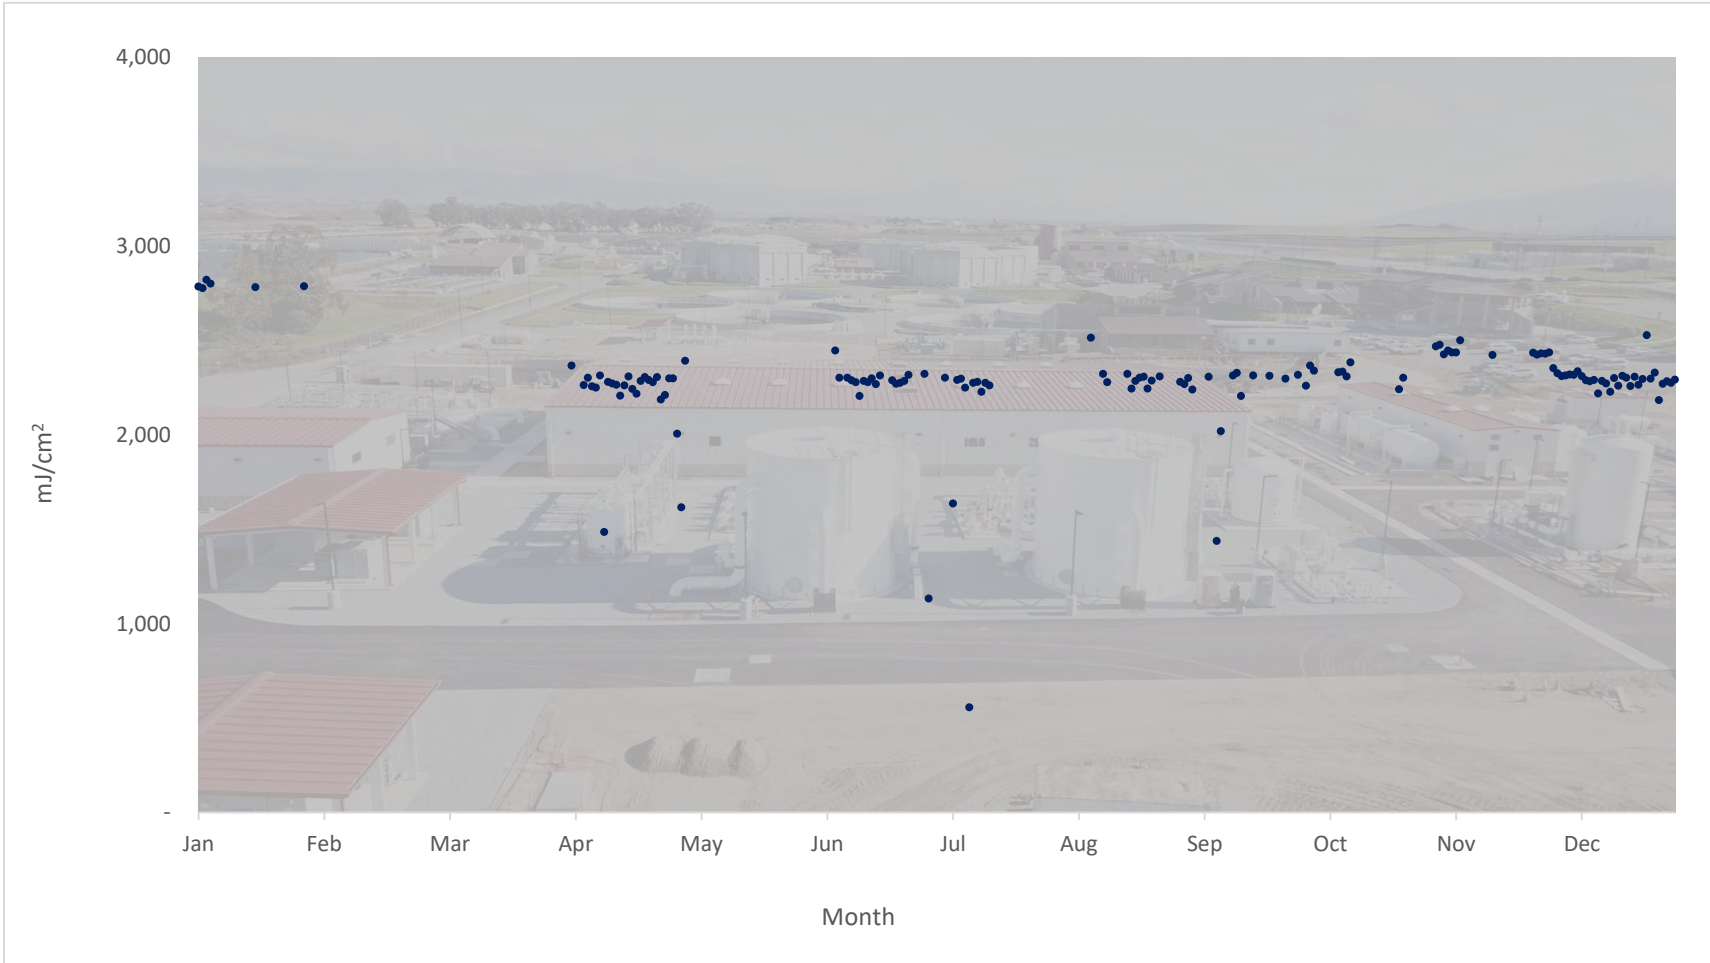 4,000
3,000
2,000
1,000
-
mJ/cm²
Jan Feb Mar Apr May Jun Jul Aug Sep Oct Nov Dec
Month